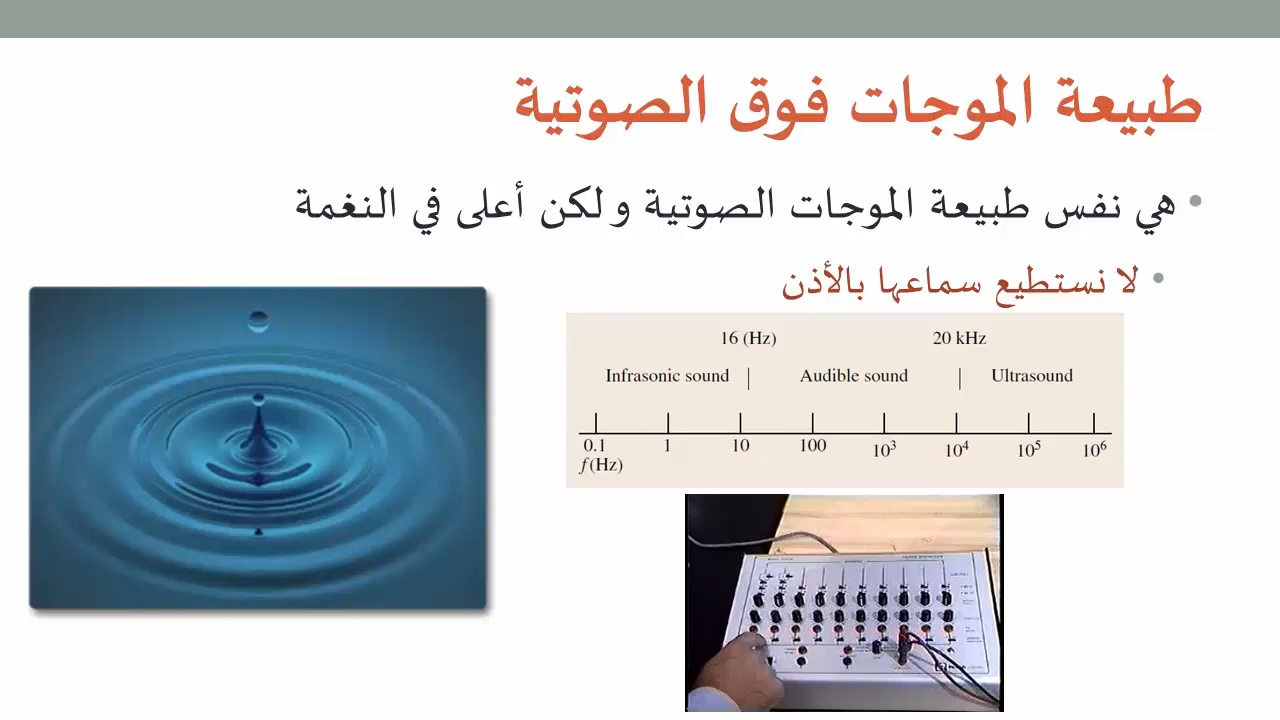 طبيعة الموجات فوق الصوتية
• هي نفس طبيعة الموجات الصوتية ولكن أعلى في النغمة
• لا نستطيع سماعها بالأذن
16 (Hz) 20 kHz
Infrasonic sound | Audible sound | Ultrasound
0.1 1 10 100 10³ 10⁴ 10⁵ 10⁶
f(Hz)